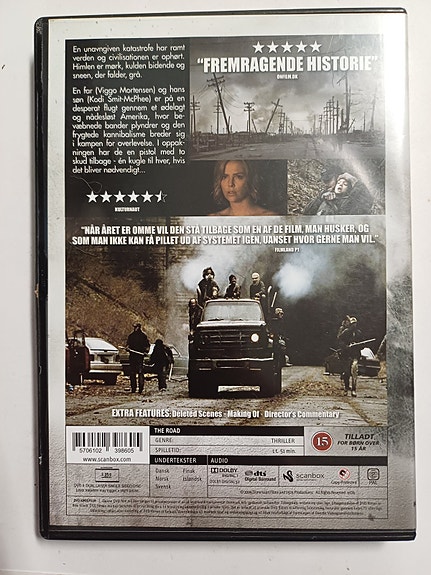 En unavngiven katastrofe har ramt
verden og civilisationen er ophørt.
Himlen er mørk, kulden bidende og
sneen, der falder, grå.
En far (Viggo Mortensen) og hans
søn (Kodi Smit-McPhee) er på en
desperat flugt gennem et ødelagt
og nådesløst Amerika, hvor be-
væbnede bander plyndrer og den
frygtede kannibalisme breder sig
i kampen for overlevelse. I oppak-
ningen har de en pistol med to
skud tilbage - én kugle til hver, hvis
det bliver nødvendigt...
KULTURNAUT
"FREMRAGENDE HISTORIE"
ONFILM.DK
"NÅR ÅRET ER OMME VIL DEN STÅ TILBAGE SOM EN AF DE FILM, MAN HUSKER, OG
SOM MAN IKKE KAN FÅ PILLET UD AF SYSTEMET IGEN, UANSET HVOR GERNE MAN VIL."
FILMLAND P1
EXTRA FEATURES: Deleted Scenes - Making Of - Director's Commentary
5706102 398605
www.scanbox.com
THE ROAD
GENRE: THRILLER
SPILLETID: 1 t. 52 min.
UNDERTEKSTER
Dansk Finsk
Norsk Islandsk
Svensk
AUDIO
DOLBY
DIGITAL
dts
Digital Surround
scanbox
Copy Protected
PAL
15
TILLADT
FOR BØRN OVER
15 ÅR